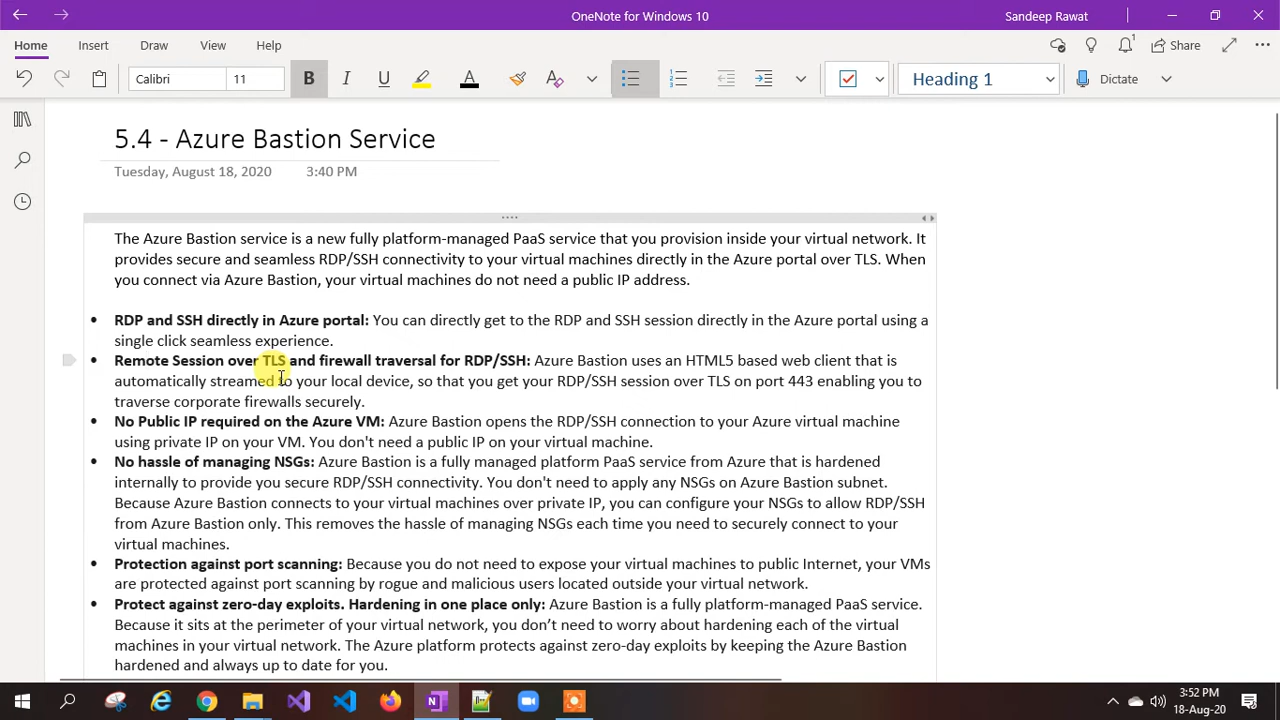 OneNote for Windows 10
Sandeep Rawat
Home Insert Draw View Help
Share
Calibri 11 B I U A A Heading 1 Dictate
5.4 - Azure Bastion Service
Tuesday, August 18, 2020 3:40 PM
The Azure Bastion service is a new fully platform-managed PaaS service that you provision inside your virtual network. It
provides secure and seamless RDP/SSH connectivity to your virtual machines directly in the Azure portal over TLS. When
you connect via Azure Bastion, your virtual machines do not need a public IP address.
• RDP and SSH directly in Azure portal: You can directly get to the RDP and SSH session directly in the Azure portal using a
single click seamless experience.
• Remote Session over TLS and firewall traversal for RDP/SSH: Azure Bastion uses an HTML5 based web client that is
automatically streamed to your local device, so that you get your RDP/SSH session over TLS on port 443 enabling you to
traverse corporate firewalls securely.
• No Public IP required on the Azure VM: Azure Bastion opens the RDP/SSH connection to your Azure virtual machine
using private IP on your VM. You don't need a public IP on your virtual machine.
• No hassle of managing NSGs: Azure Bastion is a fully managed platform PaaS service from Azure that is hardened
internally to provide you secure RDP/SSH connectivity. You don't need to apply any NSGs on Azure Bastion subnet.
Because Azure Bastion connects to your virtual machines over private IP, you can configure your NSGs to allow RDP/SSH
from Azure Bastion only. This removes the hassle of managing NSGs each time you need to securely connect to your
virtual machines.
• Protection against port scanning: Because you do not need to expose your virtual machines to public Internet, your VMs
are protected against port scanning by rogue and malicious users located outside your virtual network.
• Protect against zero-day exploits. Hardening in one place only: Azure Bastion is a fully platform-managed PaaS service.
Because it sits at the perimeter of your virtual network, you don’t need to worry about hardening each of the virtual
machines in your virtual network. The Azure platform protects against zero-day exploits by keeping the Azure Bastion
hardened and always up to date for you.
3:52 PM
18-Aug-20